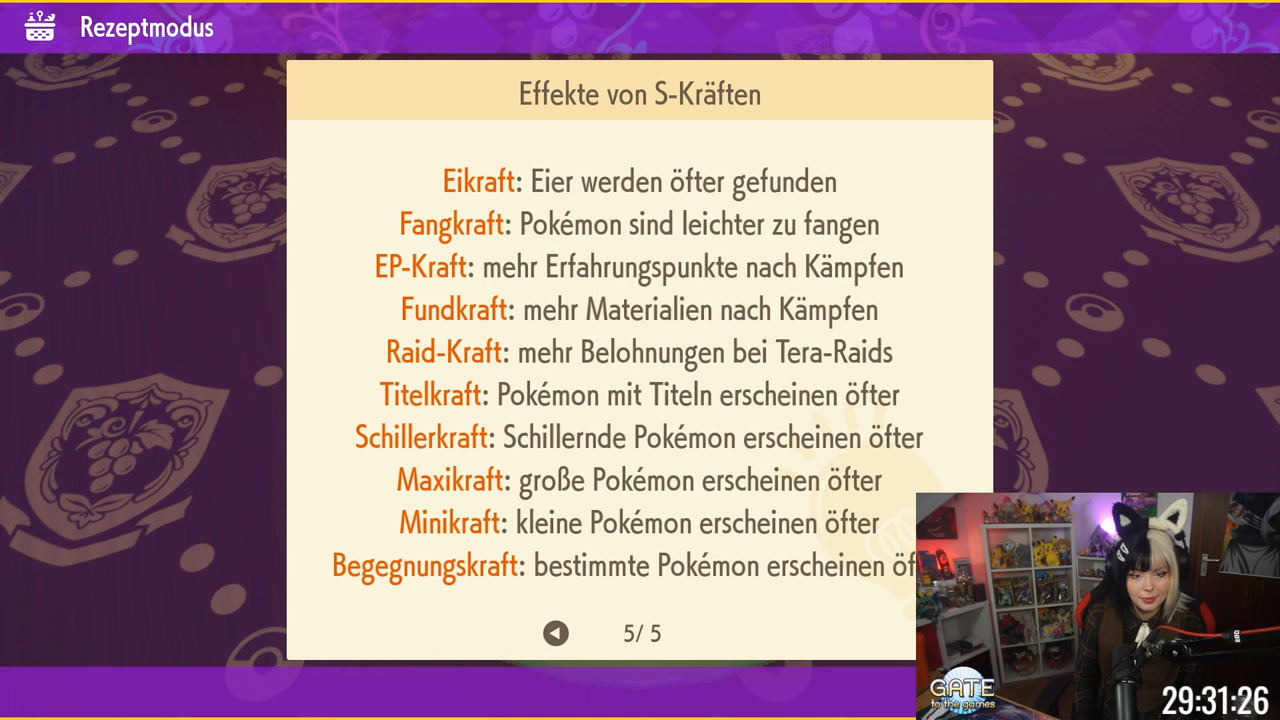 Rezeptmodus
Effekte von S-Kräften
Eikraft: Eier werden öfter gefunden
Fangkraft: Pokémon sind leichter zu fangen
EP-Kraft: mehr Erfahrungspunkte nach Kämpfen
Fundkraft: mehr Materialien nach Kämpfen
Raid-Kraft: mehr Belohnungen bei Tera-Raids
Titelkraft: Pokémon mit Titeln erscheinen öfter
Schillerkraft: Schillernde Pokémon erscheinen öfter
Maxikraft: große Pokémon erscheinen öfter
Minikraft: kleine Pokémon erscheinen öfter
Begegnungskraft: bestimmte Pokémon erscheinen öf
5/ 5
GATE
to the games
29:31:26